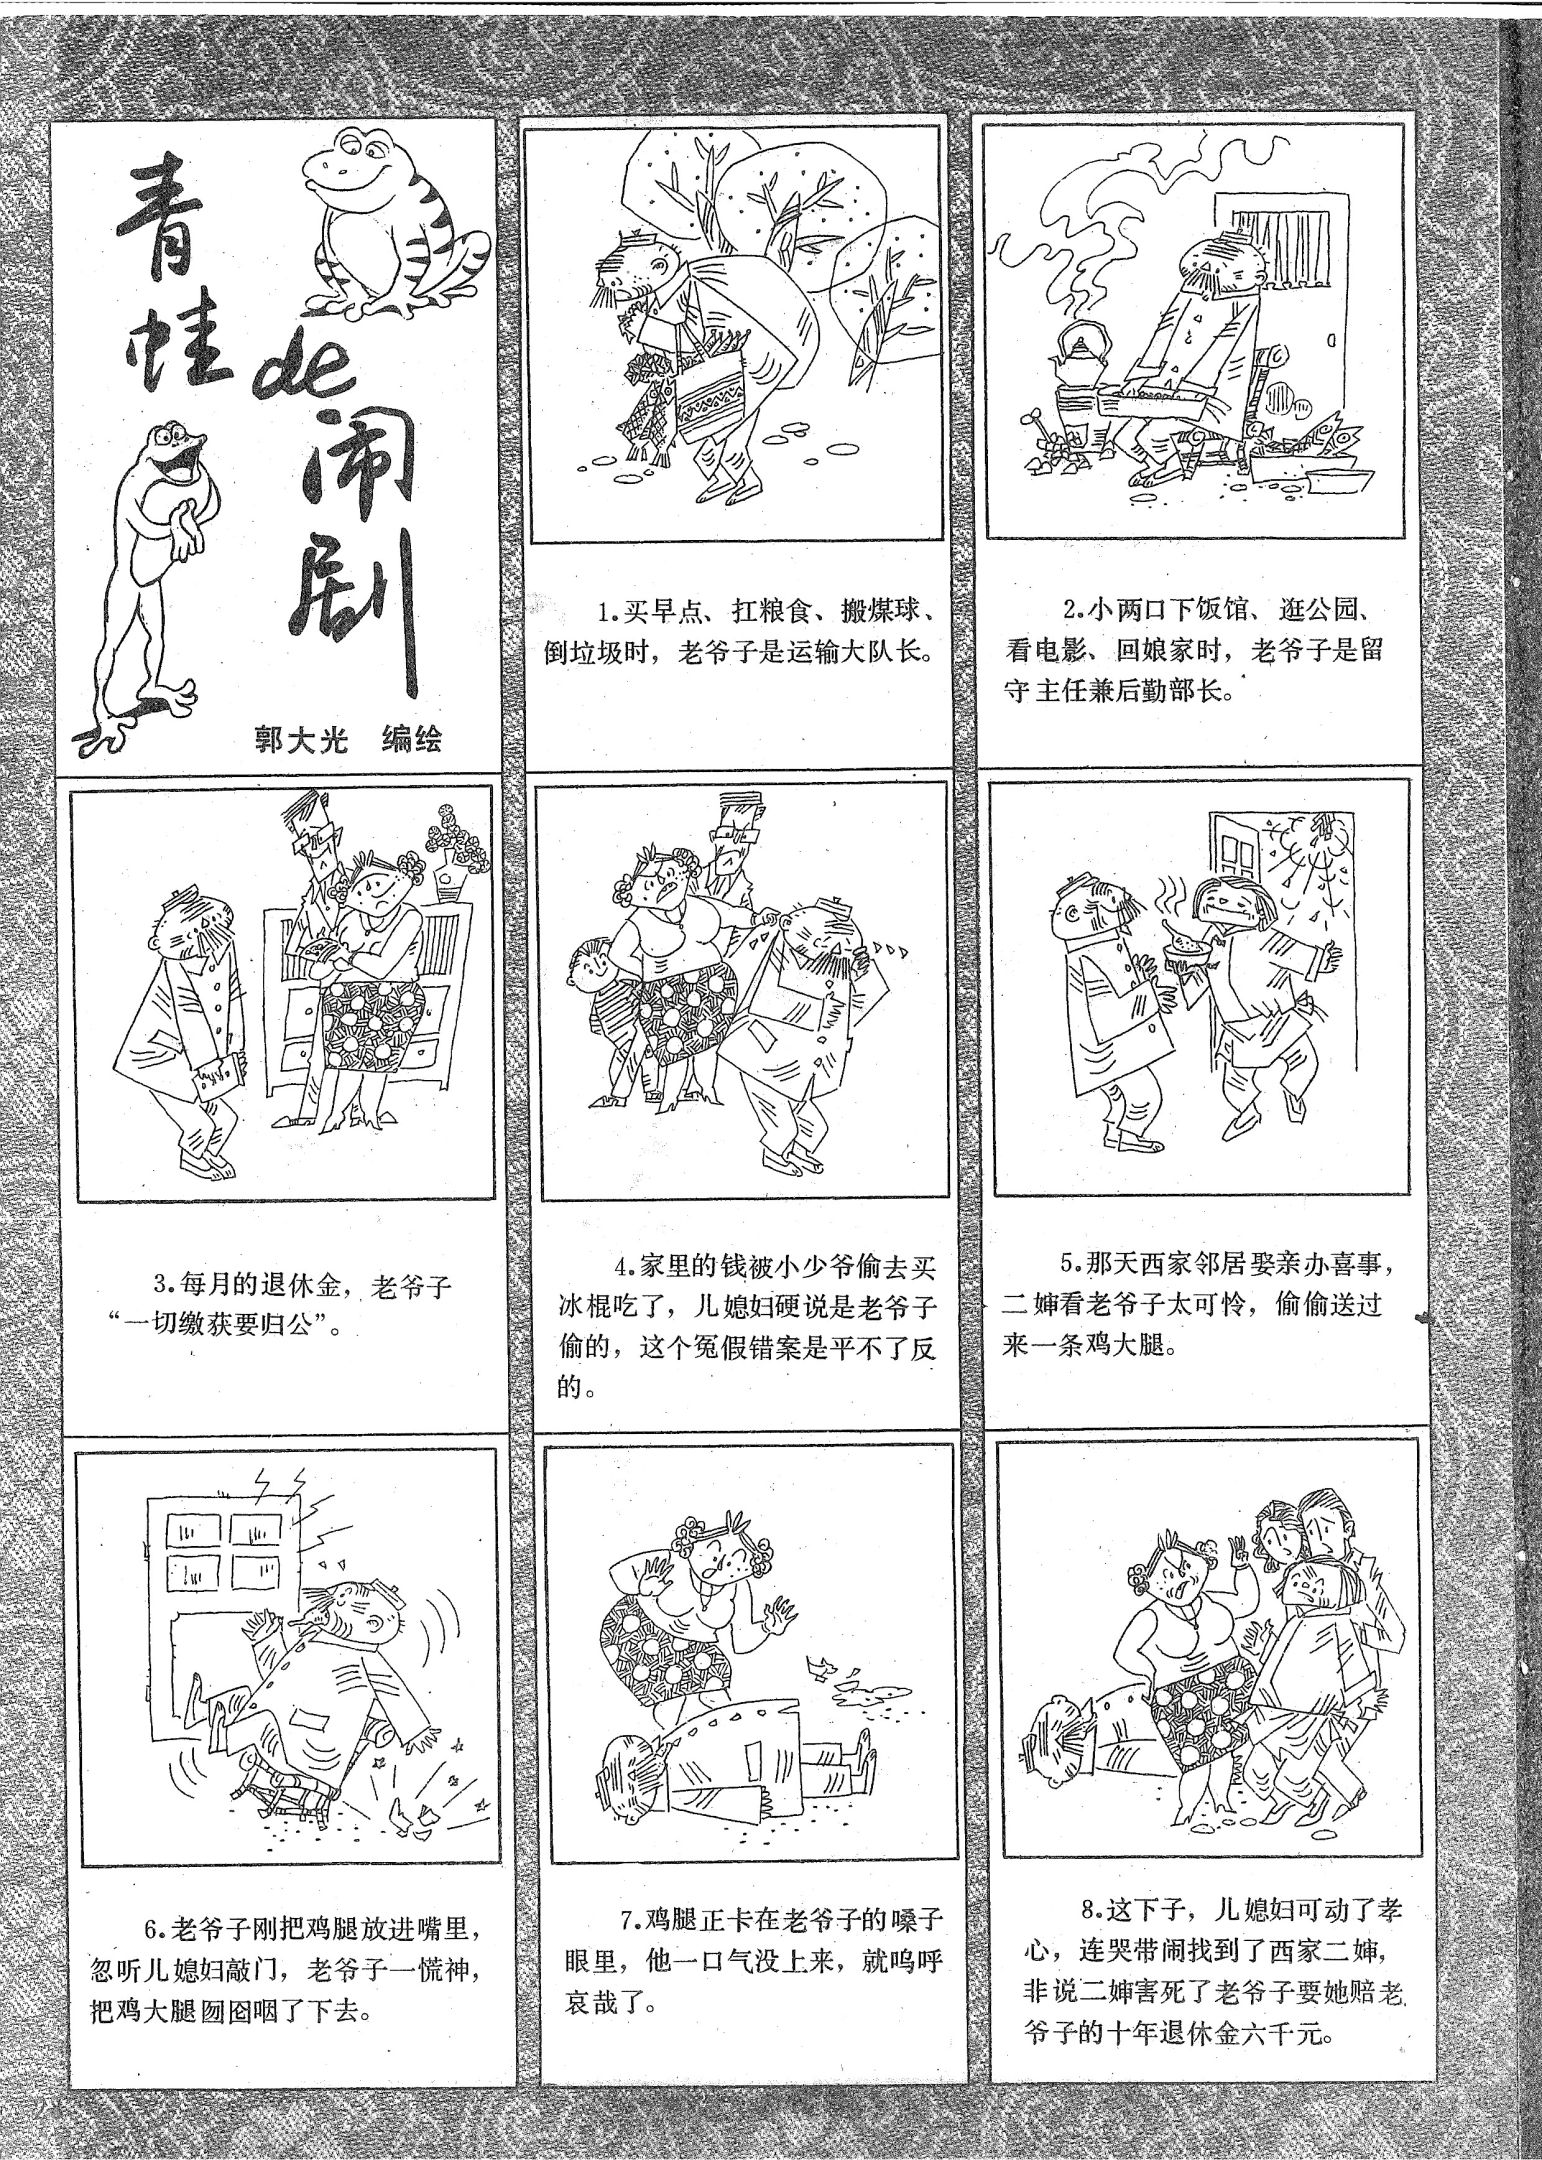 青蛙de闹剧
郭大光 编绘
1.买早点、扛粮食、搬煤球、
倒垃圾时，老爷子是运输大队长。
2.小两口下饭馆、逛公园、
看电影、回娘家时，老爷子是留
守主任兼后勤部长。
3.每月的退休金，老爷子
“一切缴获要归公”。
4.家里的钱被小少爷偷去买
冰棍吃了，儿媳妇硬说是老爷子
偷的，这个冤假错案是平不了反
的。
5.那天西家邻居娶亲办喜事，
二婶看老爷子太可怜，偷偷送过
来一条鸡大腿。
6.老爷子刚把鸡腿放进嘴里，
忽听儿媳妇敲门，老爷子一慌神，
把鸡大腿囫囵咽了下去。
7.鸡腿正卡在老爷子的嗓子
眼里，他一口气没上来，就呜呼
哀哉了。
8.这下子，儿媳妇可动了孝
心，连哭带闹找到了西家二婶，
非说二婶害死了老爷子要她赔老
爷子的十年退休金六千元。